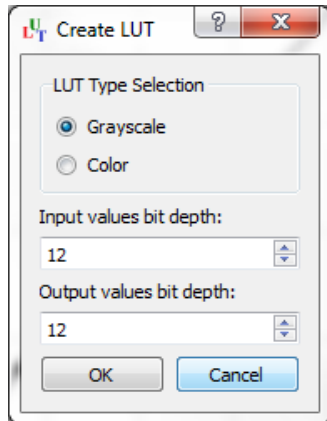 LUT Create LUT ? X
LUT Type Selection
Grayscale
Color
Input values bit depth:
12
Output values bit depth:
12
OK Cancel